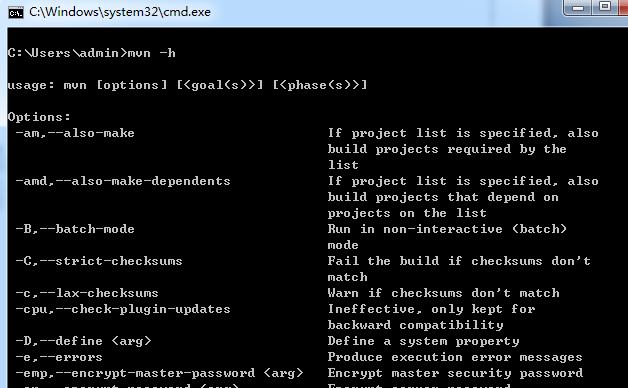 C:\Windows\system32\cmd.exe
C:\Users\admin>mvn -h
usage: mvn [options] [<goal(s)>] [<phase(s)>]
Options:
-am,--also-make If project list is specified, also
build projects required by the
list
-amd,--also-make-dependents If project list is specified, also
build projects that depend on
projects on the list
-B,--batch-mode Run in non-interactive (batch)
mode
-C,--strict-checksums Fail the build if checksums don't
match
-c,--lax-checksums Warn if checksums don't match
-cpu,--check-plugin-updates Ineffective, only kept for
backward compatibility
-D,--define <arg> Define a system property
-e,--errors Produce execution error messages
-emp,--encrypt-master-password <arg> Encrypt master security password